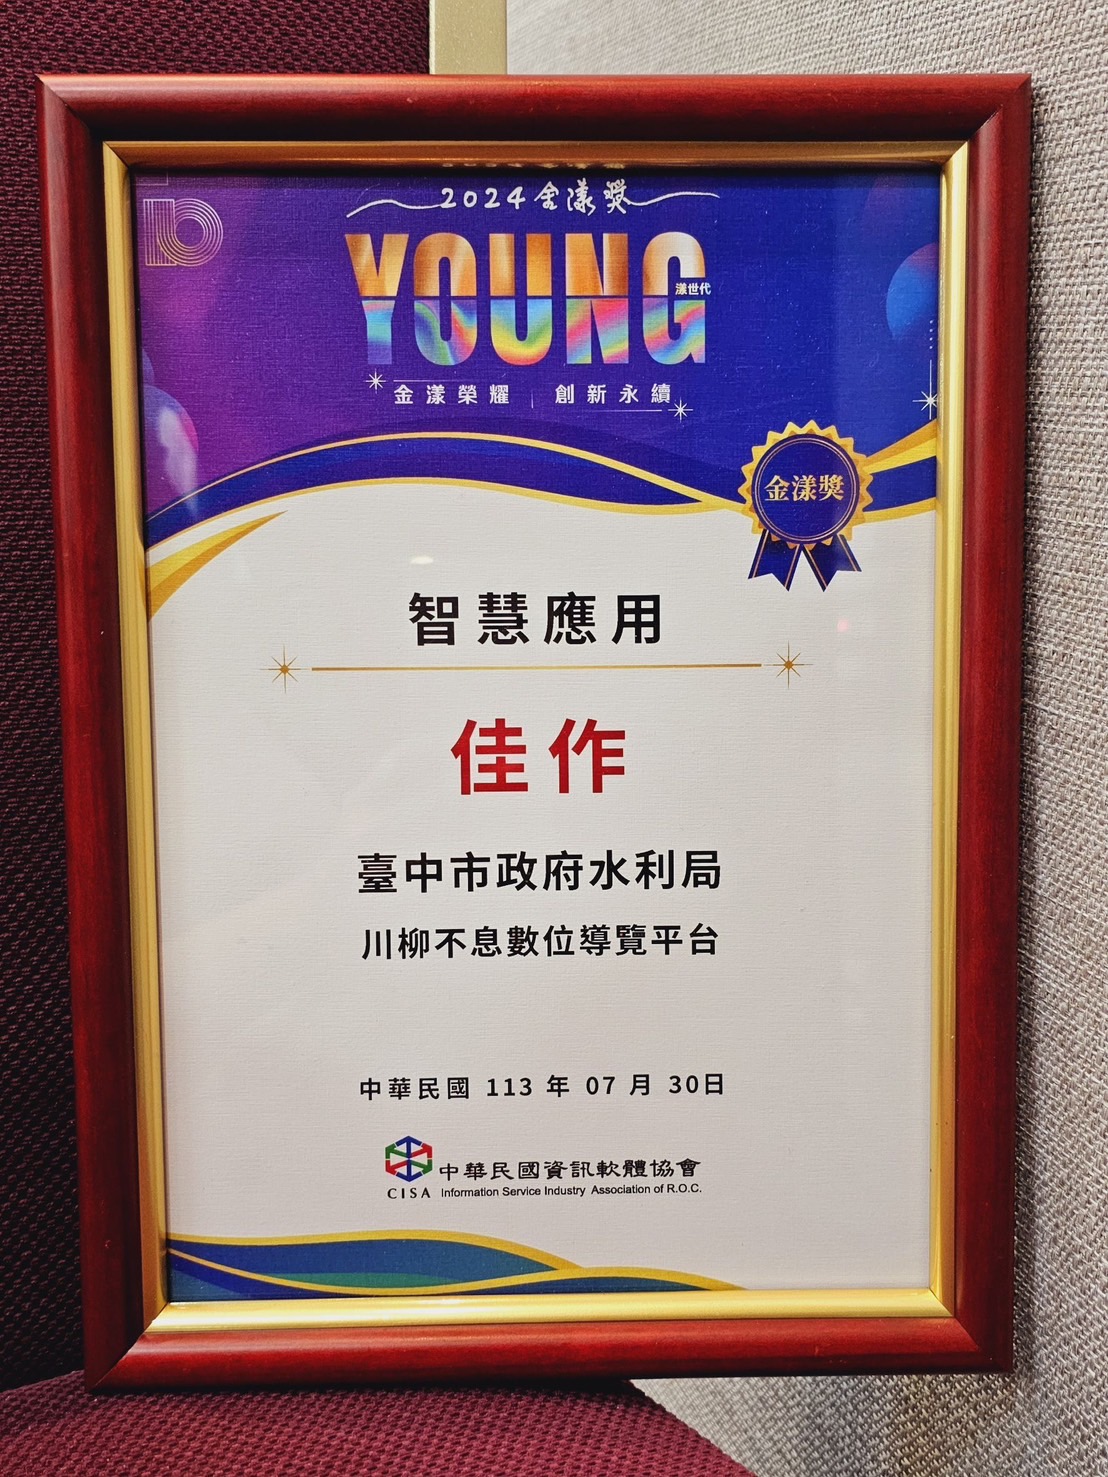 2024金漾獎
YOUNG
漾世代
金漾榮耀 | 創新永續
金漾獎
智慧應用
佳作
臺中市政府水利局
川柳不息數位導覽平台
中華民國 113 年 07 月 30日
中華民國資訊軟體協會
CISA Information Service Industry Association of R.O.C.